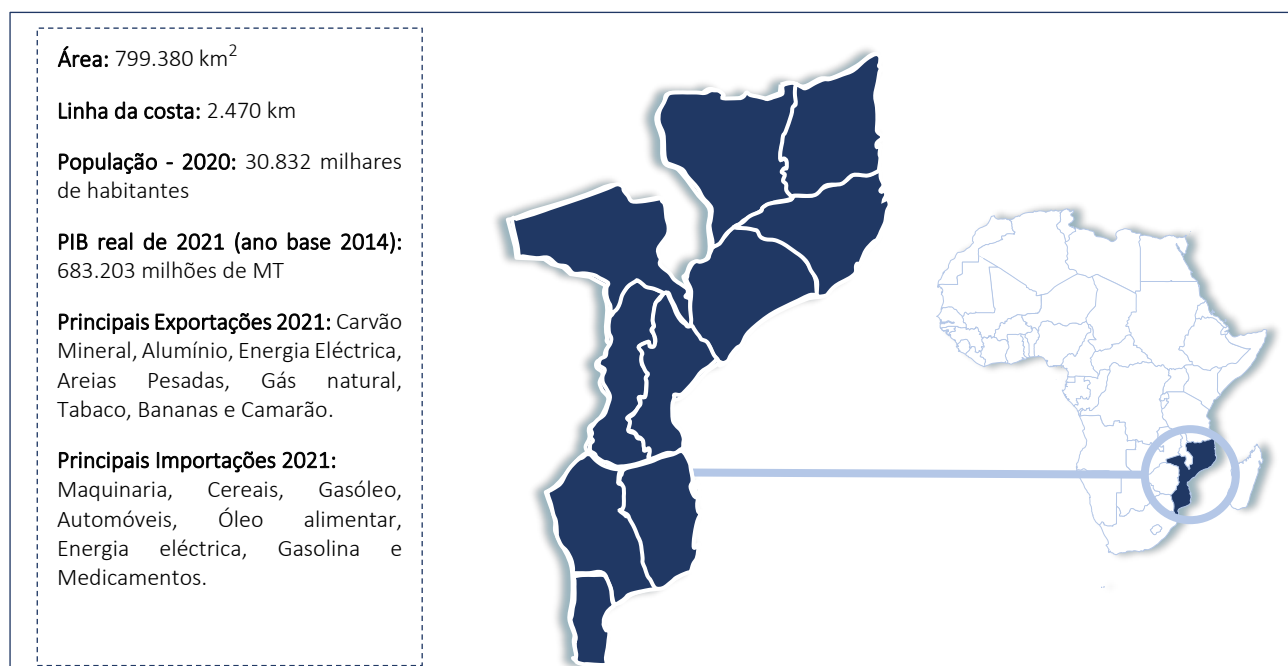 Área: 799.380 km²
Linha da costa: 2.470 km
População - 2020: 30.832 milhares
de habitantes
PIB real de 2021 (ano base 2014):
683.203 milhões de MT
Principais Exportações 2021: Carvão
Mineral, Alumínio, Energia Eléctrica,
Areias Pesadas, Gás natural,
Tabaco, Bananas e Camarão.
Principais Importações 2021:
Maquinaria, Cereais, Gasóleo,
Automóveis, Óleo alimentar,
Energia eléctrica, Gasolina e
Medicamentos.